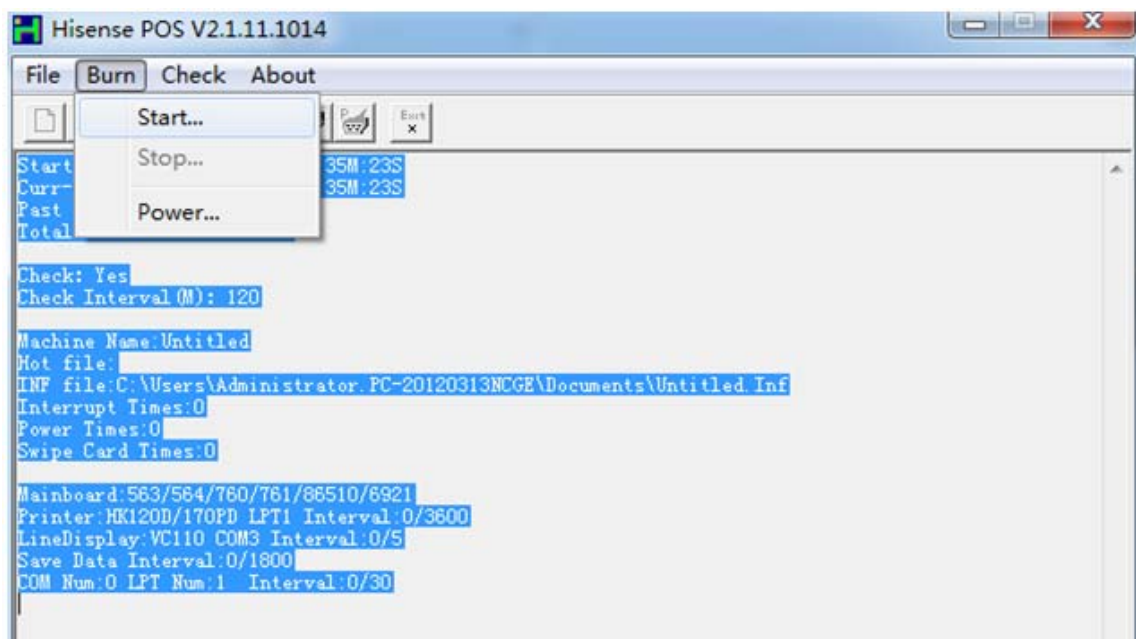 Hisense POS V2.1.11.1014
File Burn Check About
Start...
Stop...
Power...
Exit
Start 35M:23S
Curr- 35M:23S
Past
Total
Check: Yes
Check Interval(M): 120
Machine Name:Untitled
Hot file:
INF file:C:\Users\Administrator.PC-20120313NCGE\Documents\Untitled.Inf
Interrupt Times:0
Power Times:0
Swipe Card Times:0
Mainboard:563/564/760/761/86510/6921
Printer:HK120D/170PD LPT1 Interval:0/3600
LineDisplay:VC110 COM3 Interval:0/5
Save Data Interval:0/1800
COM Num:0 LPT Num:1 Interval:0/30